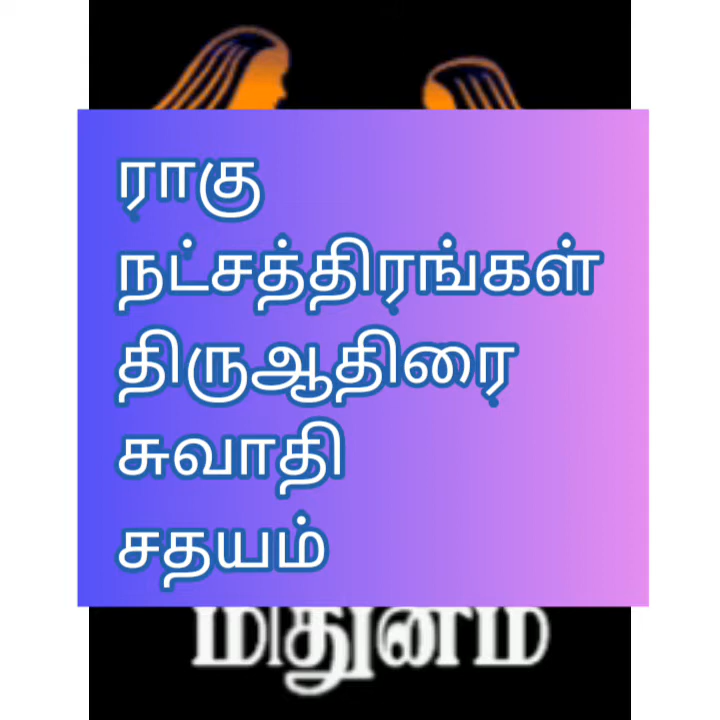 ராகு
நட்சத்திரங்கள்
திருஆதிரை
சுவாதி
சதயம்
மிதுனம்